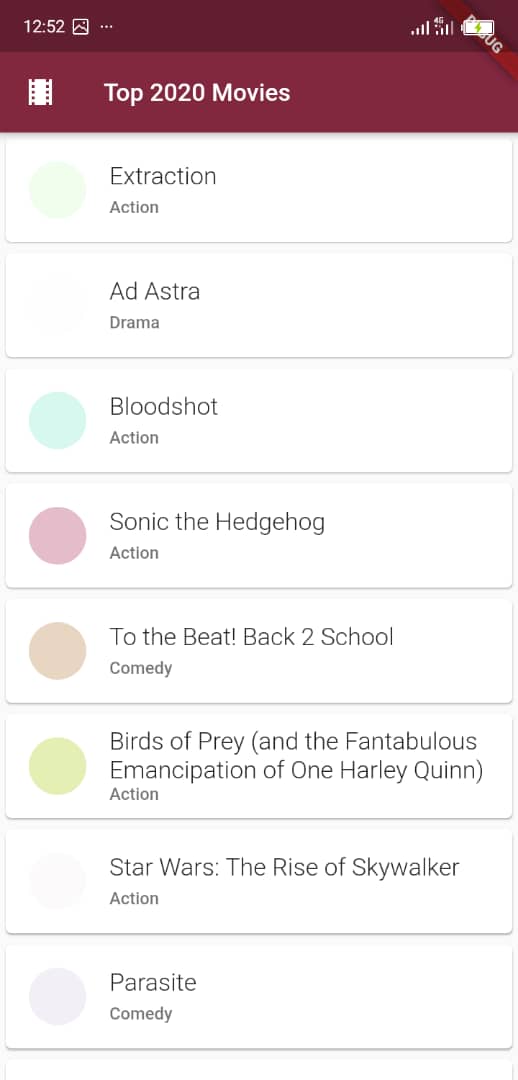 12:52
4G
DEBUG
Top 2020 Movies
Extraction
Action
Ad Astra
Drama
Bloodshot
Action
Sonic the Hedgehog
Action
To the Beat! Back 2 School
Comedy
Birds of Prey (and the Fantabulous
Emancipation of One Harley Quinn)
Action
Star Wars: The Rise of Skywalker
Action
Parasite
Comedy